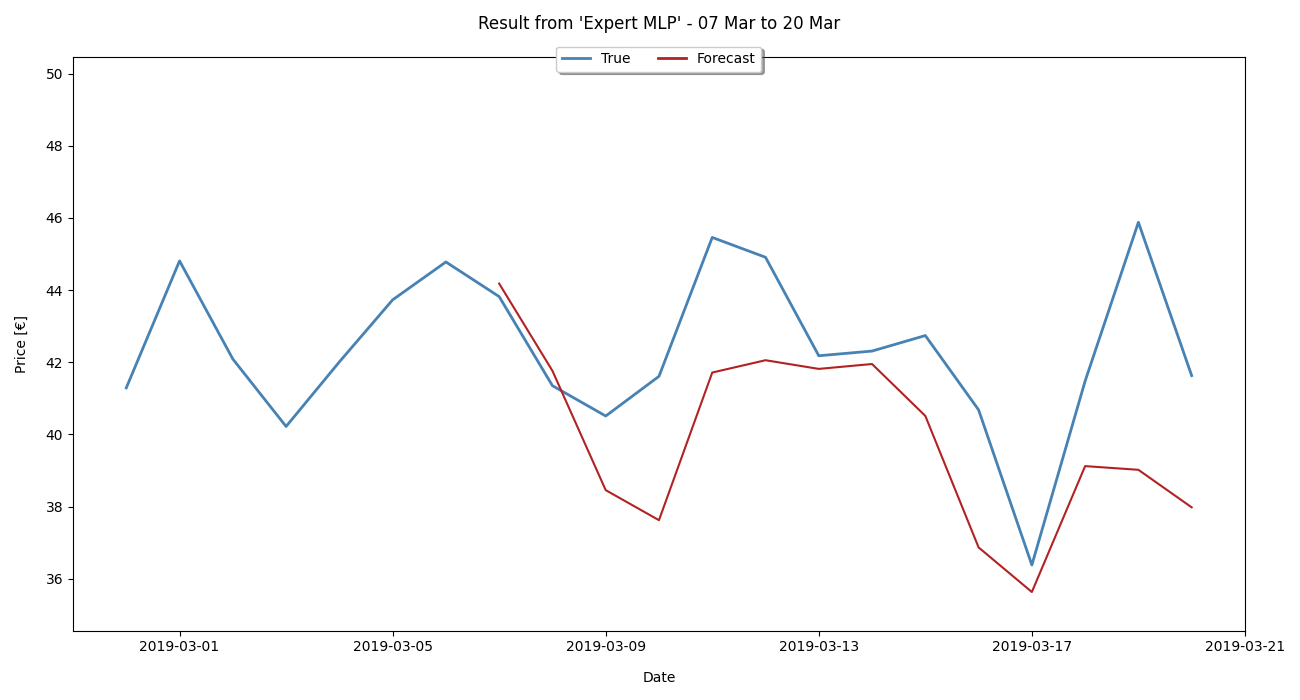 Result from 'Expert MLP' - 07 Mar to 20 Mar
True Forecast
50
48
46
44
42
40
38
36
Price [€]
2019-03-01 2019-03-05 2019-03-09 2019-03-13 2019-03-17 2019-03-21
Date